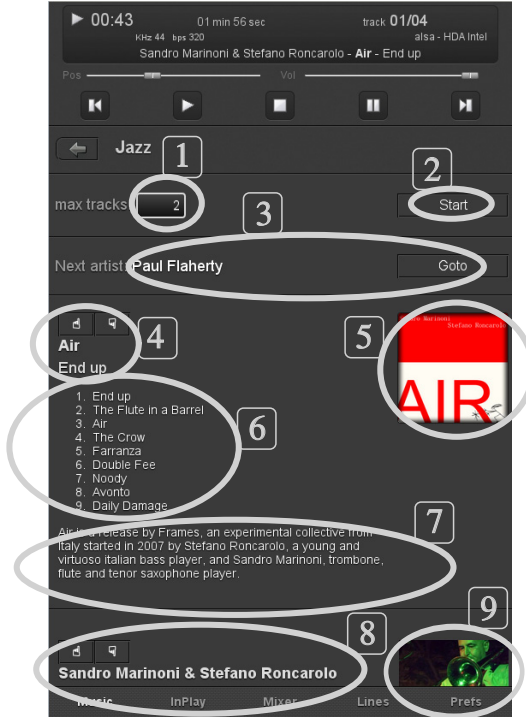 00:43 01 min 56 sec track 01/04
KHz 44 bps 320 alsa - HDA Intel
Sandro Marinoni & Stefano Roncarolo - Air - End up
Pos Vol
Jazz 1
2
max tracks 2 Start
3
Next artist: Paul Flaherty Goto
4
5
Air
End up
Sandro Marinoni
Stefano Roncarolo
AIR
1. End up
2. The Flute in a Barrel
3. Air
4. The Crow
5. Farranza
6. Double Fee
7. Noody
8. Avonto
9. Daily Damage
6
7
Air is a release by Frames, an experimental collective from
Italy started in 2007 by Stefano Roncarolo, a young and
virtuoso italian bass player, and Sandro Marinoni, trombone,
flute and tenor saxophone player.
8
9
Sandro Marinoni & Stefano Roncarolo
Music InPlay Mixer Lines Prefs